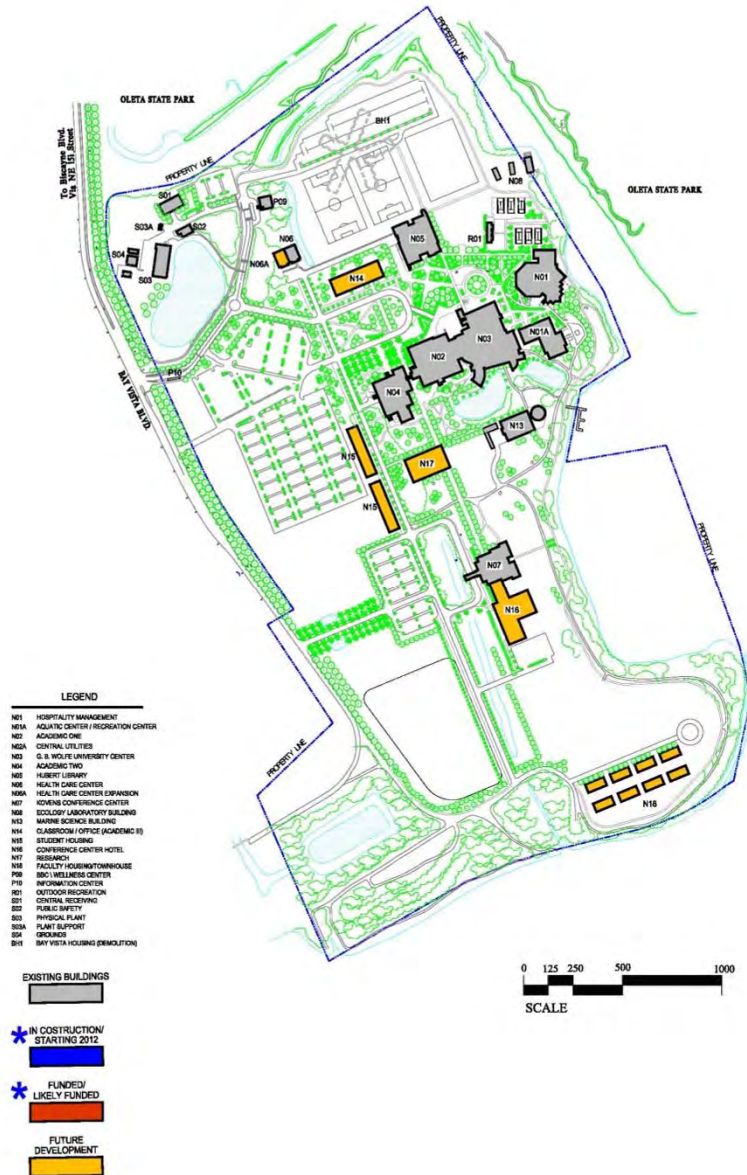 OLETA STATE PARK
PROPERTY LINE
To Biscayne Blvd.
Via NE 151 Street
PROPERTY LINE
BH1
S01
P09
N08
OLETA STATE PARK
S03A
S02
N05
R01
S04
S03
N06
N06A
N14
N01
N03
N01A
N02
P10
BAY VISTA BLVD.
N04
N13
N15
N17
N15
N07
N16
PROPERTY LINE
PROPERTY LINE
N18
LEGEND
N01 HOSPITALITY MANAGEMENT
N01A AQUATIC CENTER / RECREATION CENTER
N02 ACADEMIC ONE
N02A CENTRAL UTILITIES
N03 G. B. WOLFE UNIVERSITY CENTER
N04 ACADEMIC TWO
N05 HUBERT LIBRARY
N06 HEALTH CARE CENTER
N06A HEALTH CARE CENTER EXPANSION
N07 KOVENS CONFERENCE CENTER
N08 ECOLOGY LABORATORY BUILDING
N13 MARINE SCIENCE BUILDING
N14 CLASSROOM / OFFICE (ACADEMIC III)
N15 STUDENT HOUSING
N16 CONFERENCE CENTER HOTEL
N17 RESEARCH
N18 FACULTY HOUSING/TOWNHOUSE
P09 BBC \ WELLNESS CENTER
P10 INFORMATION CENTER
R01 OUTDOOR RECREATION
S01 CENTRAL RECEIVING
S02 PUBLIC SAFETY
S03 PHYSICAL PLANT
S03A PLANT SUPPORT
S04 GROUNDS
BH1 BAY VISTA HOUSING (DEMOLITION)
EXISTING BUILDINGS
* IN COSTRUCTION/
STARTING 2012
* FUNDED/
LIKELY FUNDED
FUTURE
DEVELOPMENT
0 125 250 500 1000
SCALE